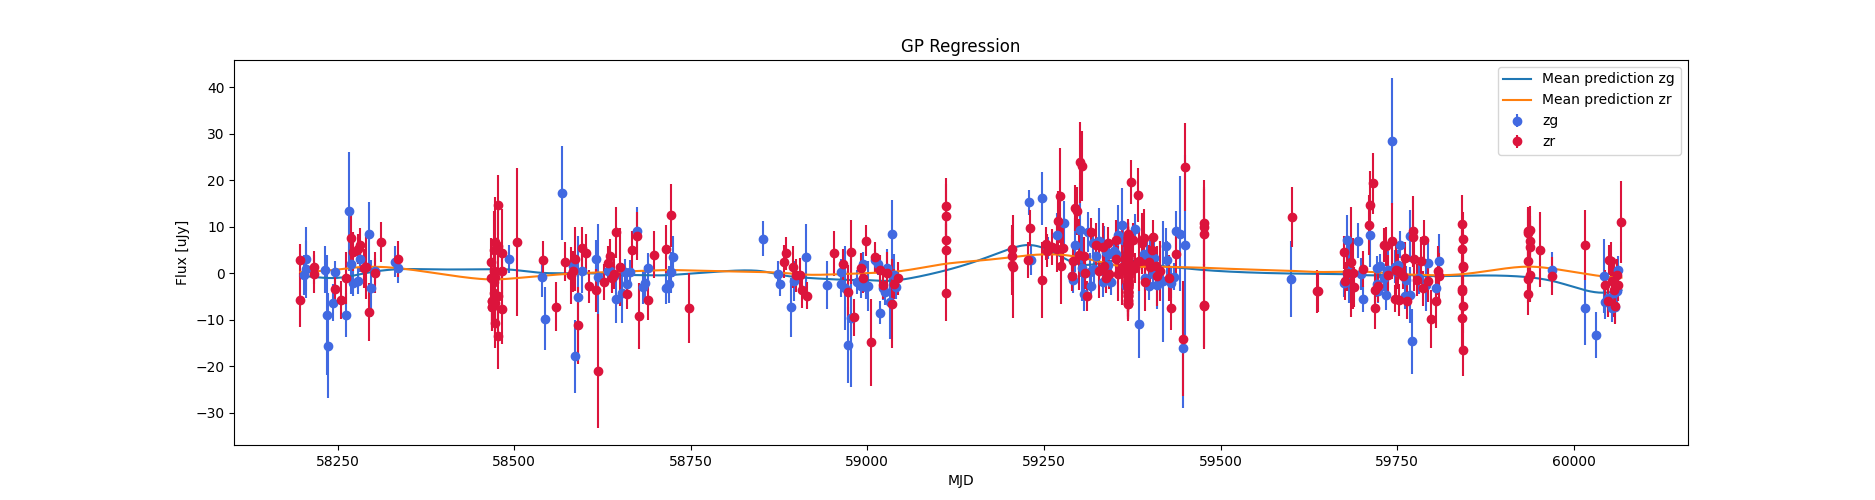 GP Regression
Flux [uJy]
40
30
20
10
0
−10
−20
−30
Mean prediction zg
Mean prediction zr
zg
zr
58250
58500
58750
59000
59250
59500
59750
60000
MJD